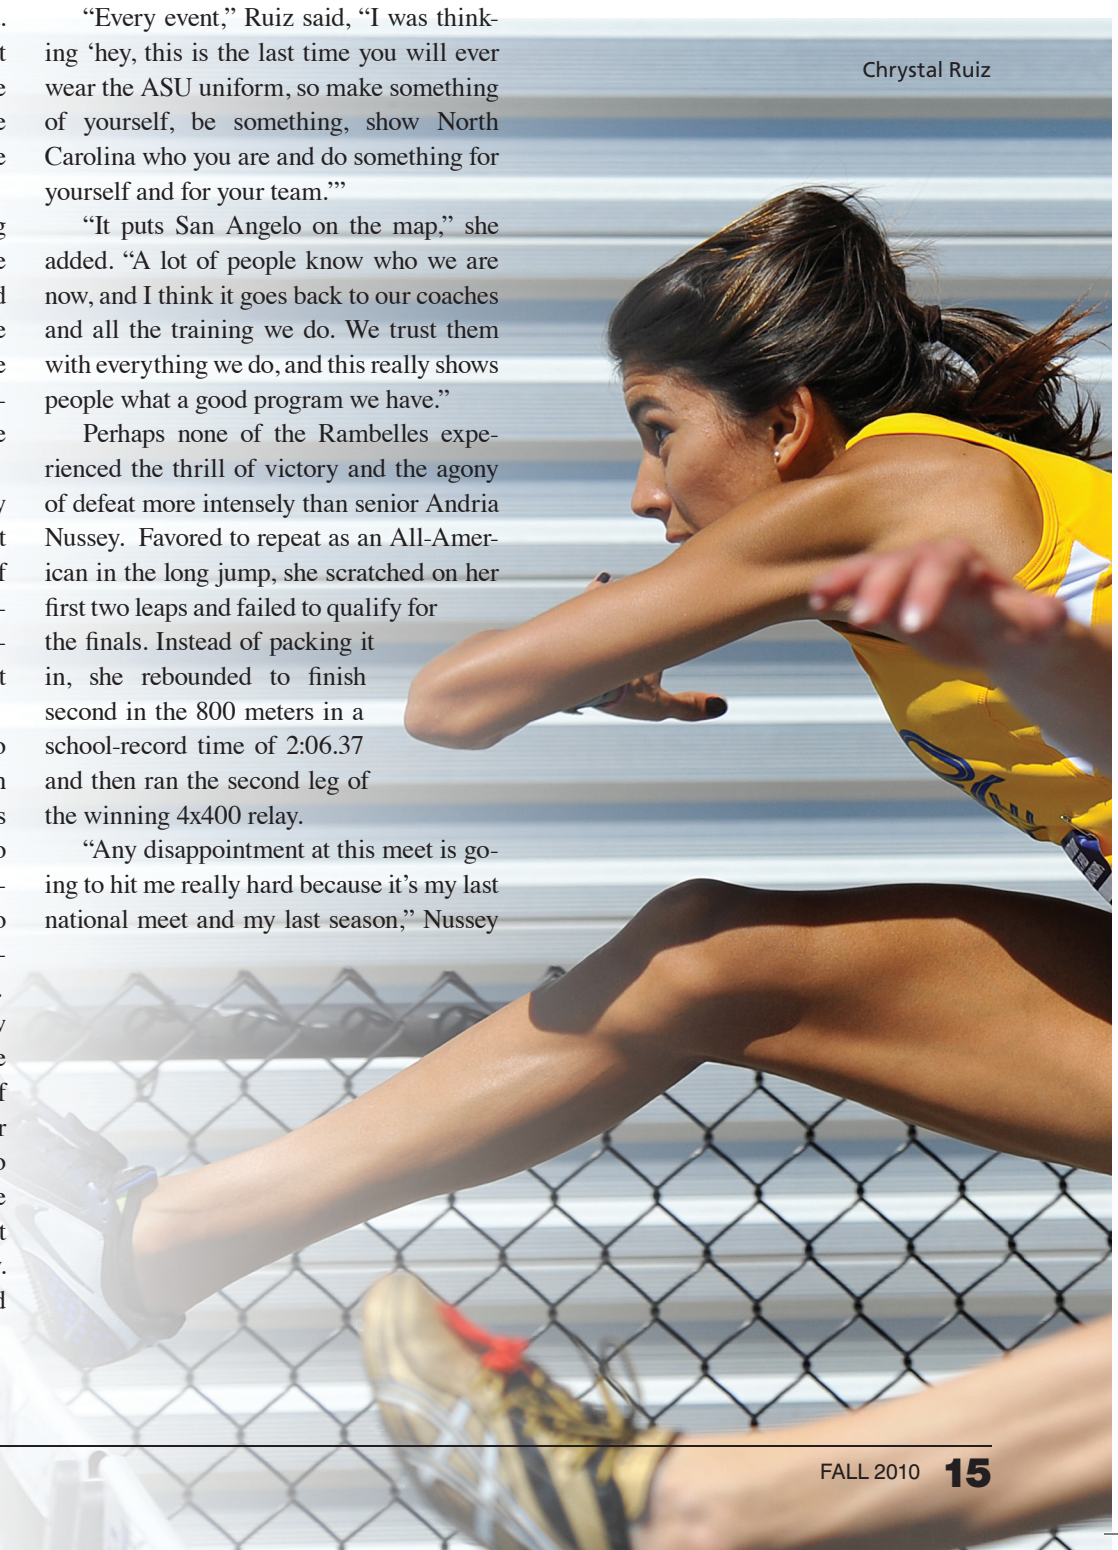 “Every event,” Ruiz said, “I was think-
ing ‘hey, this is the last time you will ever
wear the ASU uniform, so make something
of yourself, be something, show North
Carolina who you are and do something for
yourself and for your team.’”
“It puts San Angelo on the map,” she
added. “A lot of people know who we are
now, and I think it goes back to our coaches
and all the training we do. We trust them
with everything we do, and this really shows
people what a good program we have.”
Perhaps none of the Rambelles expe-
rienced the thrill of victory and the agony
of defeat more intensely than senior Andria
Nussey.  Favored to repeat as an All-Amer-
ican in the long jump, she scratched on her
first two leaps and failed to qualify for
the finals. Instead of packing it
in, she rebounded to finish
second in the 800 meters in a
school-record time of 2:06.37
and then ran the second leg of
the winning 4x400 relay.
“Any disappointment at this meet is go-
ing to hit me really hard because it’s my last
national meet and my last season,” Nussey
Chrystal Ruiz
FALL 2010 15